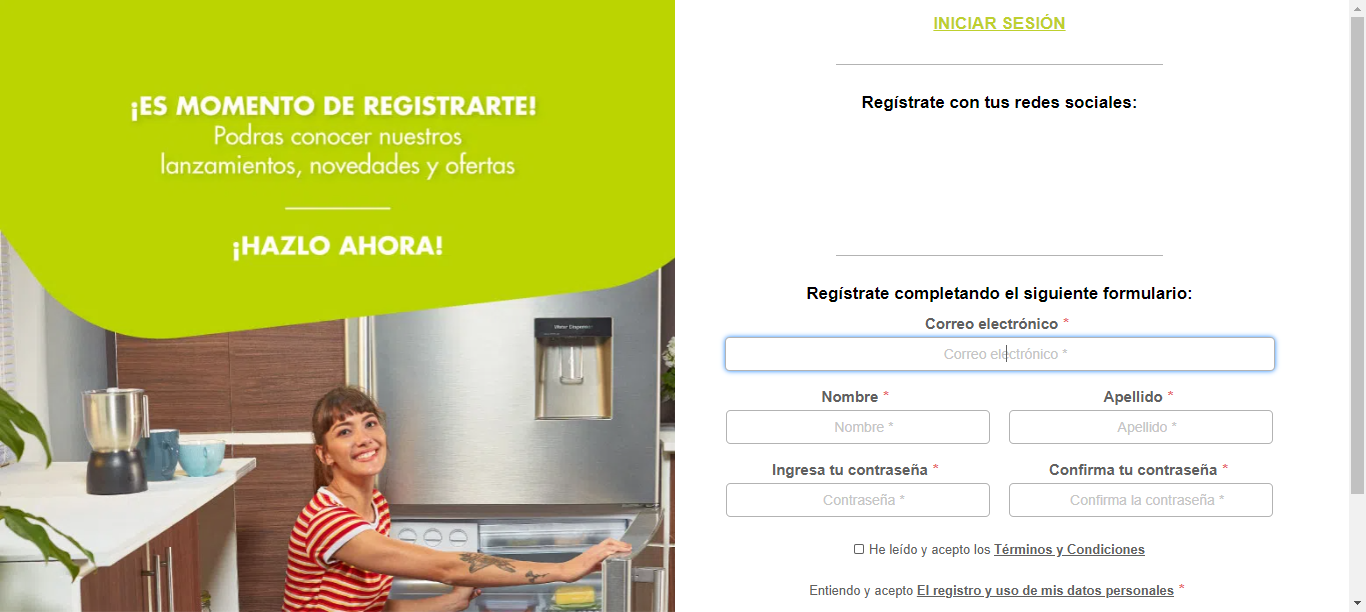 ¡ES MOMENTO DE REGISTRARTE!
Podras conocer nuestros
lanzamientos, novedades y ofertas
¡HAZLO AHORA!
Water Dispenser
INICIAR SESIÓN
Regístrate con tus redes sociales:
Regístrate completando el siguiente formulario:
Correo electrónico *
Correo electrónico *
Nombre *
Apellido *
Nombre *
Apellido *
Ingresa tu contraseña *
Confirma tu contraseña *
Contraseña *
Confirma la contraseña *
He leído y acepto los Términos y Condiciones
Entiendo y acepto El registro y uso de mis datos personales *